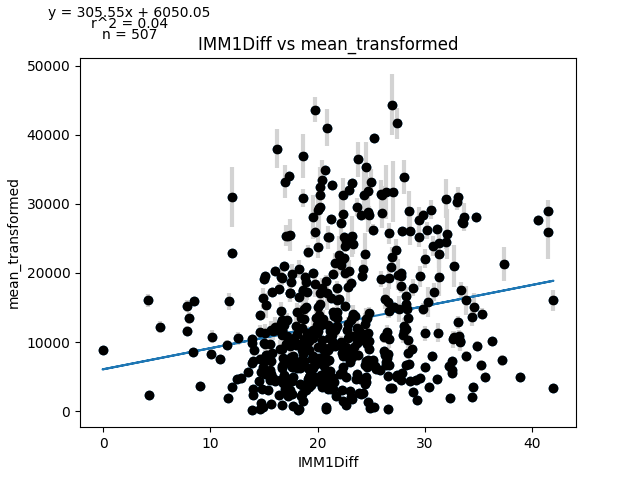 y = 305.55x + 6050.05
r^2 = 0.04
n = 507
IMM1Diff vs mean_transformed
50000
40000
30000
20000
10000
0
mean_transformed
0 10 20 30 40
IMM1Diff